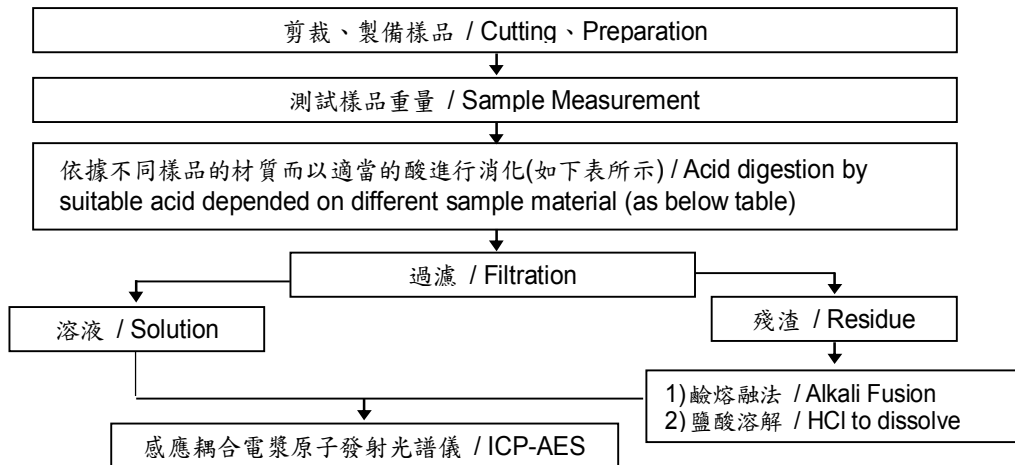 剪裁、製備樣品 / Cutting、Preparation
測試樣品重量 / Sample Measurement
依據不同樣品的材質而以適當的酸進行消化(如下表所示) / Acid digestion by
suitable acid depended on different sample material (as below table)
過濾 / Filtration
溶液 / Solution
殘渣 / Residue
1)鹼熔融法 / Alkali Fusion
2)鹽酸溶解 / HCl to dissolve
感應耦合電漿原子發射光譜儀 / ICP-AES